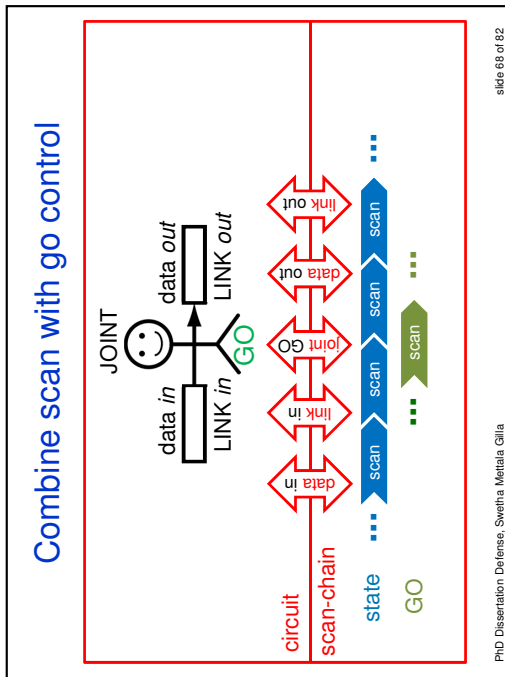 Combine scan with go control
JOINT
data in
data out
LINK in
LINK out
GO
circuit
scan-chain
data in
link in
joint GO
data out
link out
state
scan
scan
scan
scan
GO
scan
PhD Dissertation Defense, Swetha Mettala Gilla
slide 68 of 82